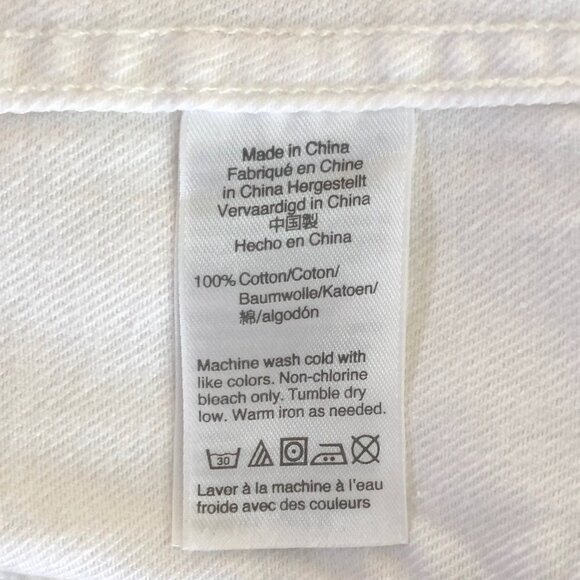 Made in China
Fabriqué en Chine
in China Hergestellt
Vervaardigd in China
中国製
Hecho en China
100% Cotton/Coton/
Baumwolle/Katoen/
綿/algodón
Machine wash cold with
like colors. Non-chlorine
bleach only. Tumble dry
low. Warm iron as needed.
30
Laver à la machine à l'eau
froide avec des couleurs